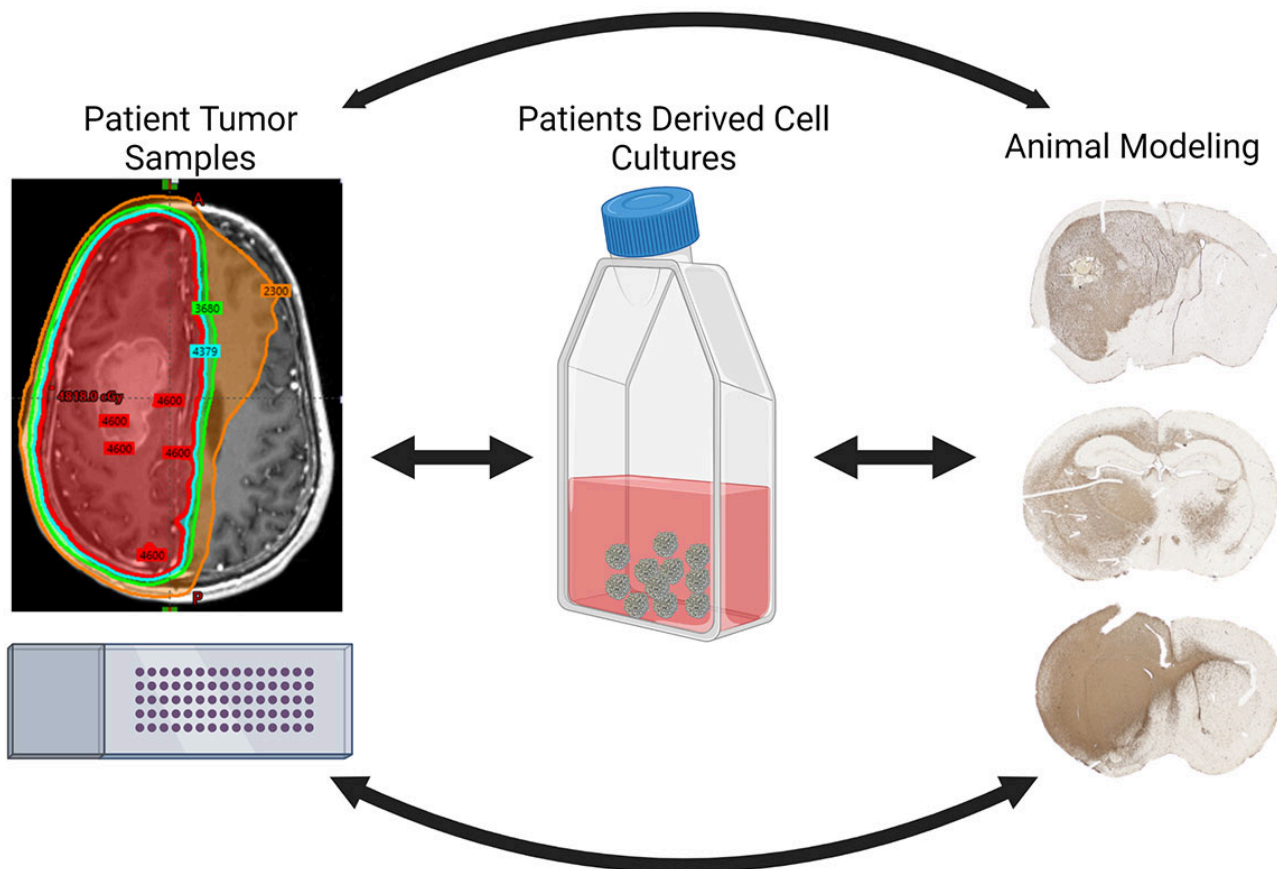 Patient Tumor
Samples
Patients Derived Cell
Cultures
Animal Modeling
A
2300
3680
4379
4818.0 cGy
4600
4600
4600
4600
4600
P